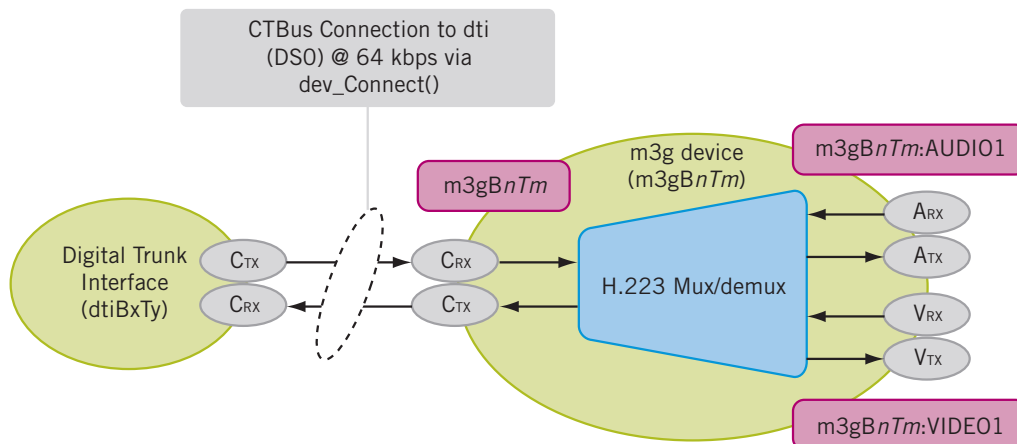 CTBus Connection to dti
(DS0) @ 64 kbps via
dev_Connect()
m3gBnTm
m3g device
(m3gBnTm)
m3gBnTm:AUDIO1
Digital Trunk
Interface
(dtiBxTy)
CTX
CRX
CRX
CTX
H.223 Mux/demux
ARX
ATX
VRX
VTX
m3gBnTm:VIDEO1